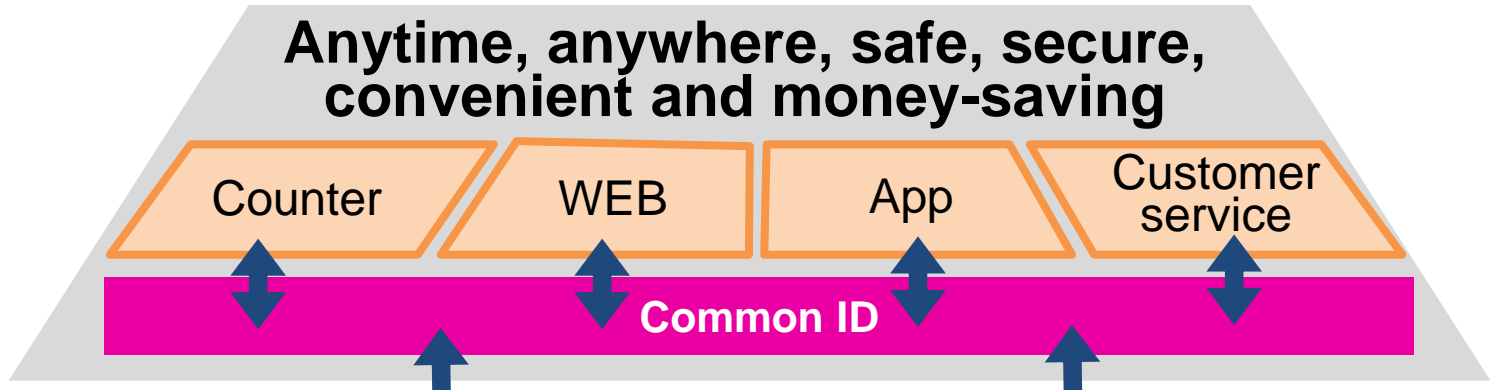 Anytime, anywhere, safe, secure,
convenient and money-saving
Counter
WEB
App
Customer
service
Common ID